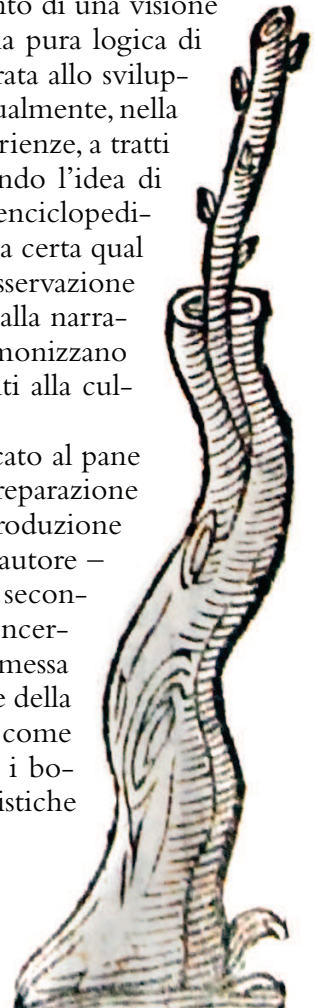 nto di una visione
la pura logica di
rata allo svilup-
ualmente, nella
rienze, a tratti
ndo l’idea di
enciclopedi-
a certa qual
sservazione
alla narra-
monizzano
ti alla cul-
cato al pane
reparazione
roduzione
autore –
secon-
ncer-
messa
e della
come
i bo-
istiche